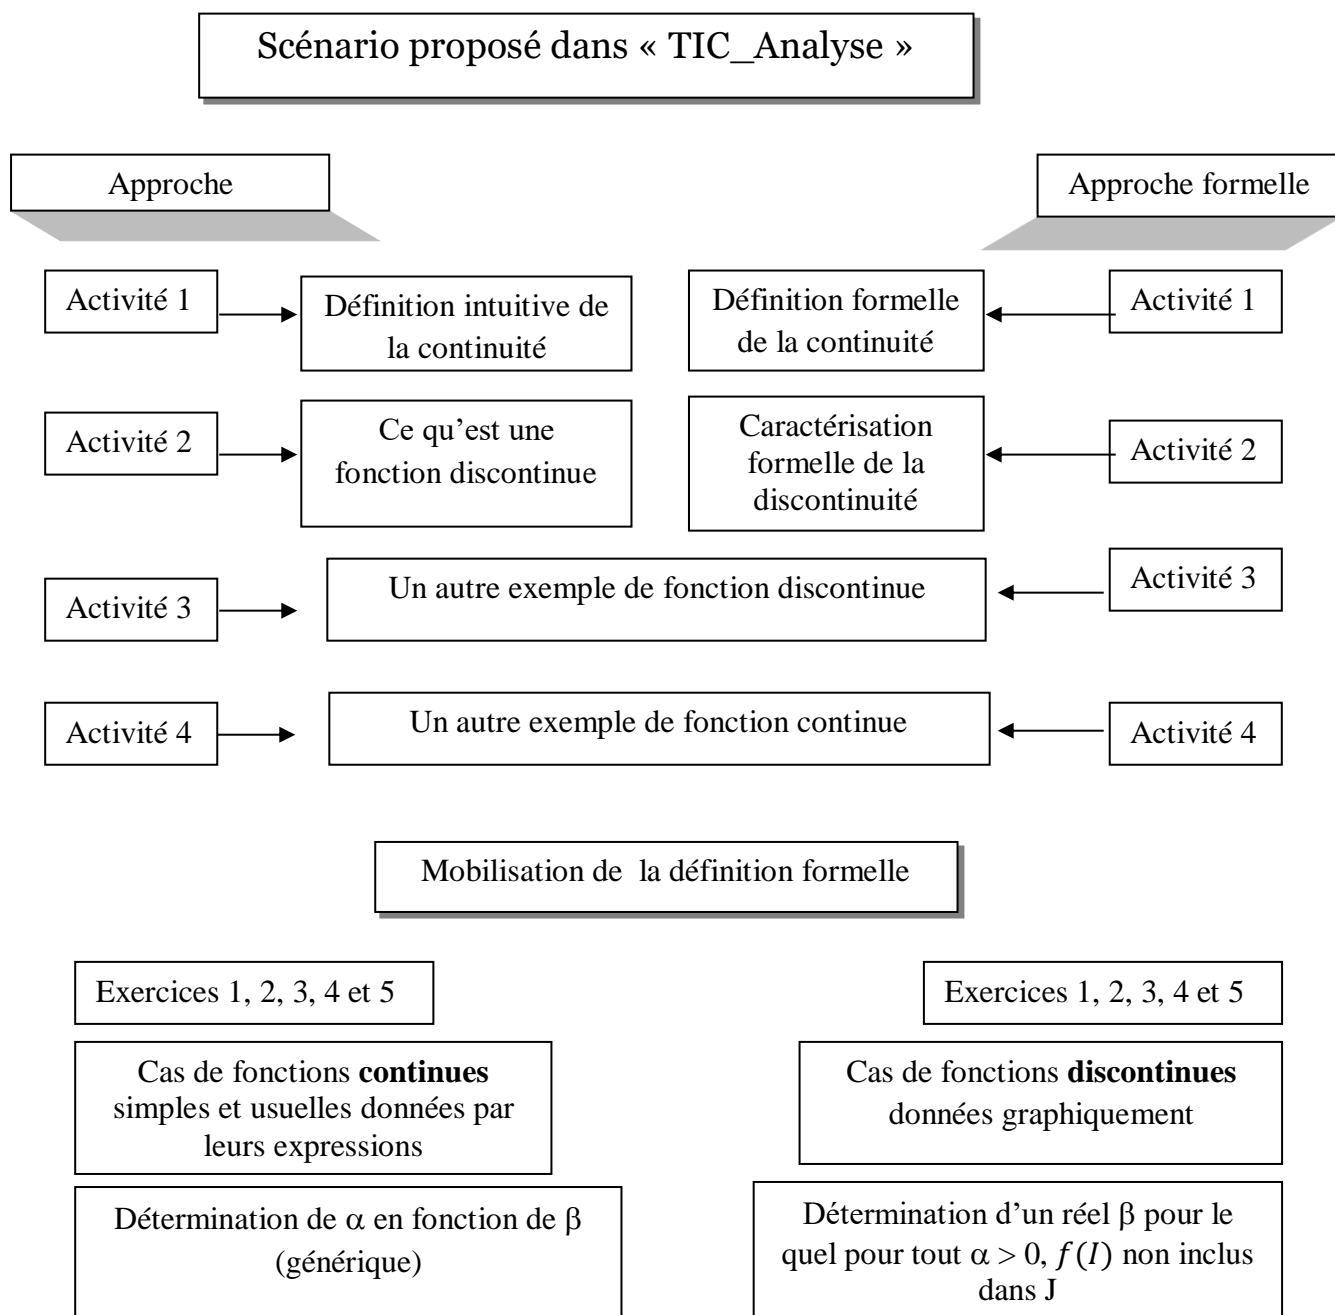 Scénario proposé dans « TIC_Analyse »
Approche
Approche formelle
Activité 1
Définition intuitive de
la continuité
Définition formelle
de la continuité
Activité 1
Activité 2
Ce qu’est une
fonction discontinue
Caractérisation
formelle de la
discontinuité
Activité 2
Activité 3
Un autre exemple de fonction discontinue
Activité 3
Activité 4
Un autre exemple de fonction continue
Activité 4
Mobilisation de la définition formelle
Exercices 1, 2, 3, 4 et 5
Exercices 1, 2, 3, 4 et 5
Cas de fonctions continues
simples et usuelles données par
leurs expressions
Cas de fonctions discontinues
données graphiquement
Détermination de α en fonction de β
(générique)
Détermination d’un réel β pour le
quel pour tout α > 0, f(I) non inclus
dans J